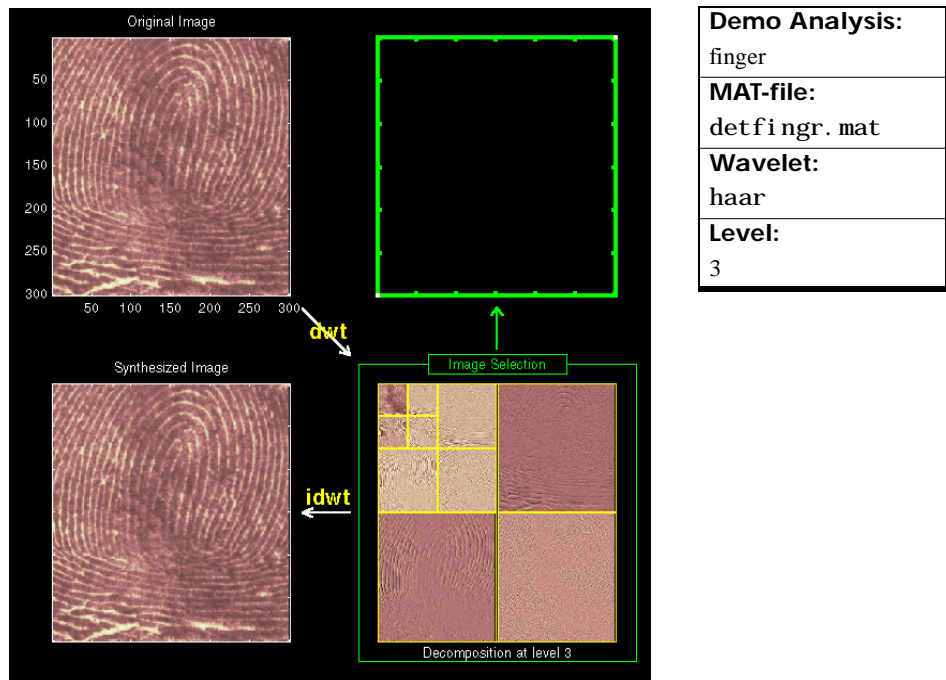 Original Image
50
100
150
200
250
300
50 100 150 200 250 300
dwt
Synthesized Image
Image Selection
idwt
Decomposition at level 3
Demo Analysis:
finger
MAT-file:
detfingr.mat
Wavelet:
haar
Level:
3